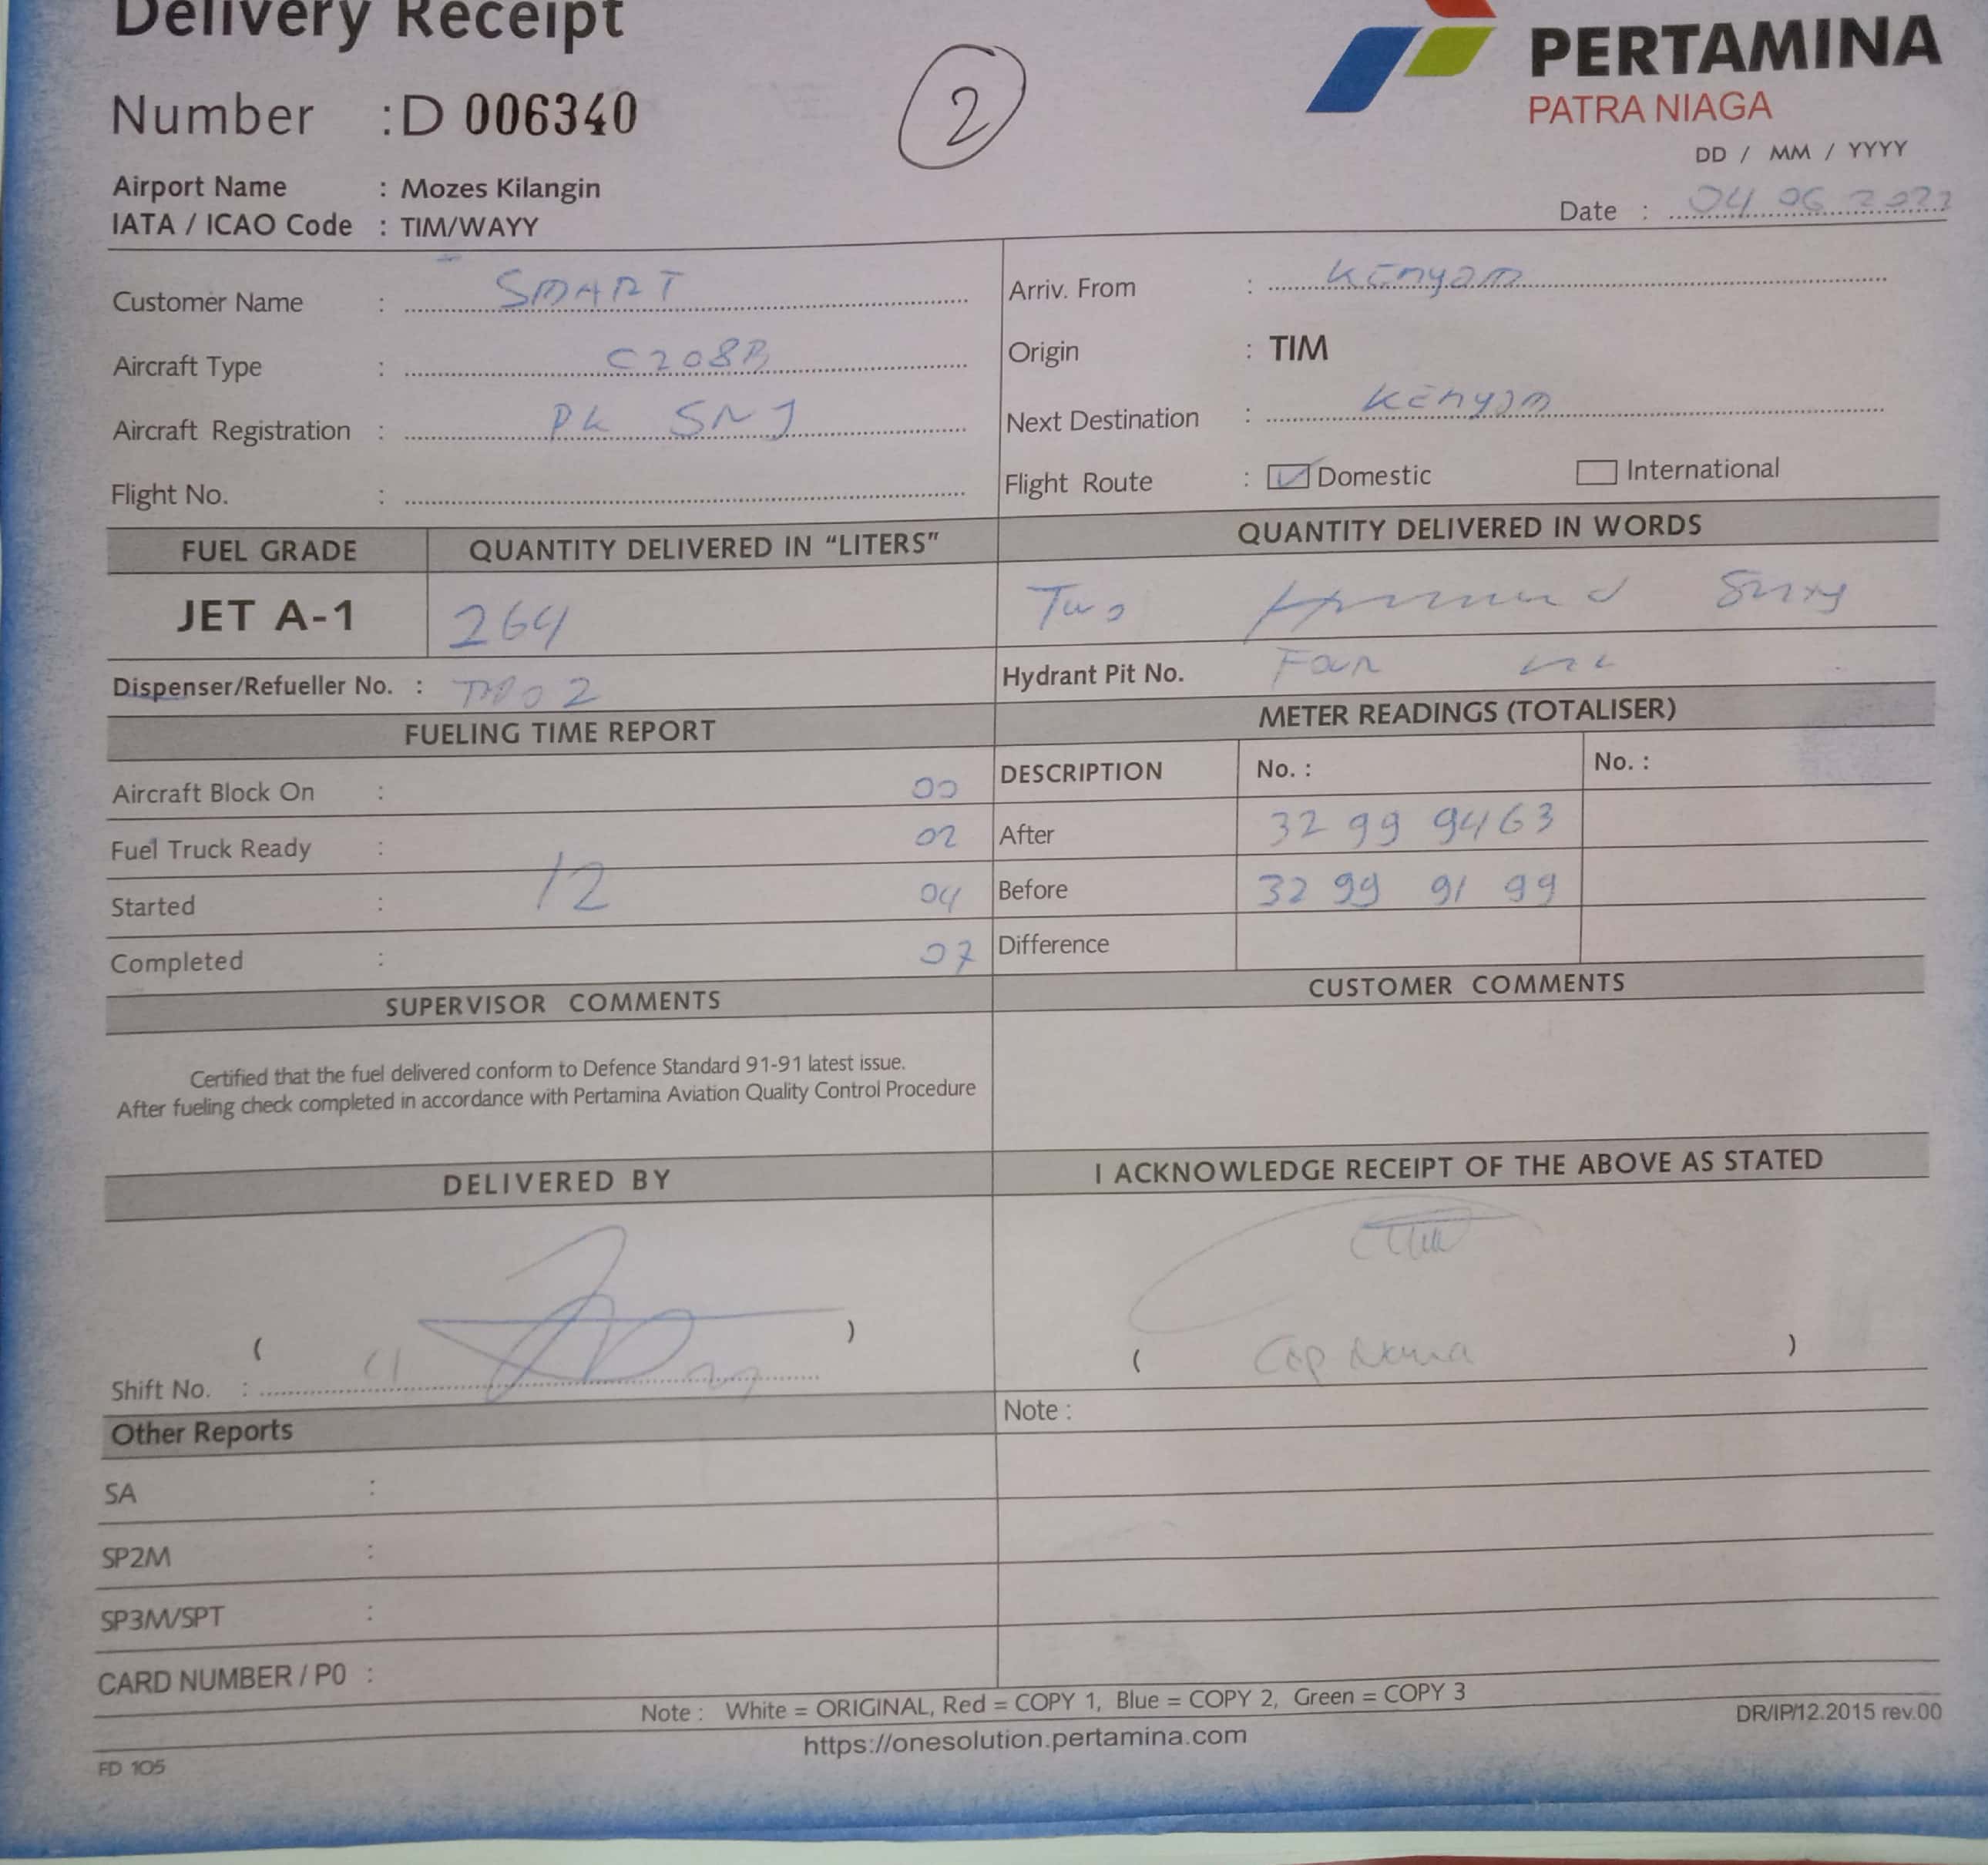 Delivery Receipt
Number : D 006340
2
PERTAMINA
PATRA NIAGA
DD / MM / YYYY
Airport Name : Mozes Kilangin
IATA / ICAO Code : TIM/WAYY
Date : 04 06 2022
Customer Name : SMART
Arriv. From : Kenyam
Aircraft Type : C208B
Origin : TIM
Aircraft Registration : PK SNJ
Next Destination : Kenyam
Flight No. :
Flight Route : Domestic International
FUEL GRADE QUANTITY DELIVERED IN “LITERS” QUANTITY DELIVERED IN WORDS
JET A-1 264 Two Hundred Sixty
Four
Dispenser/Refueller No. : Hydrant Pit No.
FUELING TIME REPORT METER READINGS (TOTALISER)
DESCRIPTION No. : No. :
Aircraft Block On : 00
Fuel Truck Ready : 02
After 32 99 9463
12
Started : 04
Before 32 99 91 99
Completed : 07
Difference
SUPERVISOR COMMENTS CUSTOMER COMMENTS
Certified that the fuel delivered conform to Defence Standard 91-91 latest issue.
After fueling check completed in accordance with Pertamina Aviation Quality Control Procedure
DELIVERED BY I ACKNOWLEDGE RECEIPT OF THE ABOVE AS STATED
( ) ( )
Shift No. :
Note :
Other Reports
SA :
SP2M :
SP3M/SPT :
CARD NUMBER / P0 :
Note : White = ORIGINAL, Red = COPY 1, Blue = COPY 2, Green = COPY 3
DR/IP/12.2015 rev.00
https://onesolution.pertamina.com
FD 105